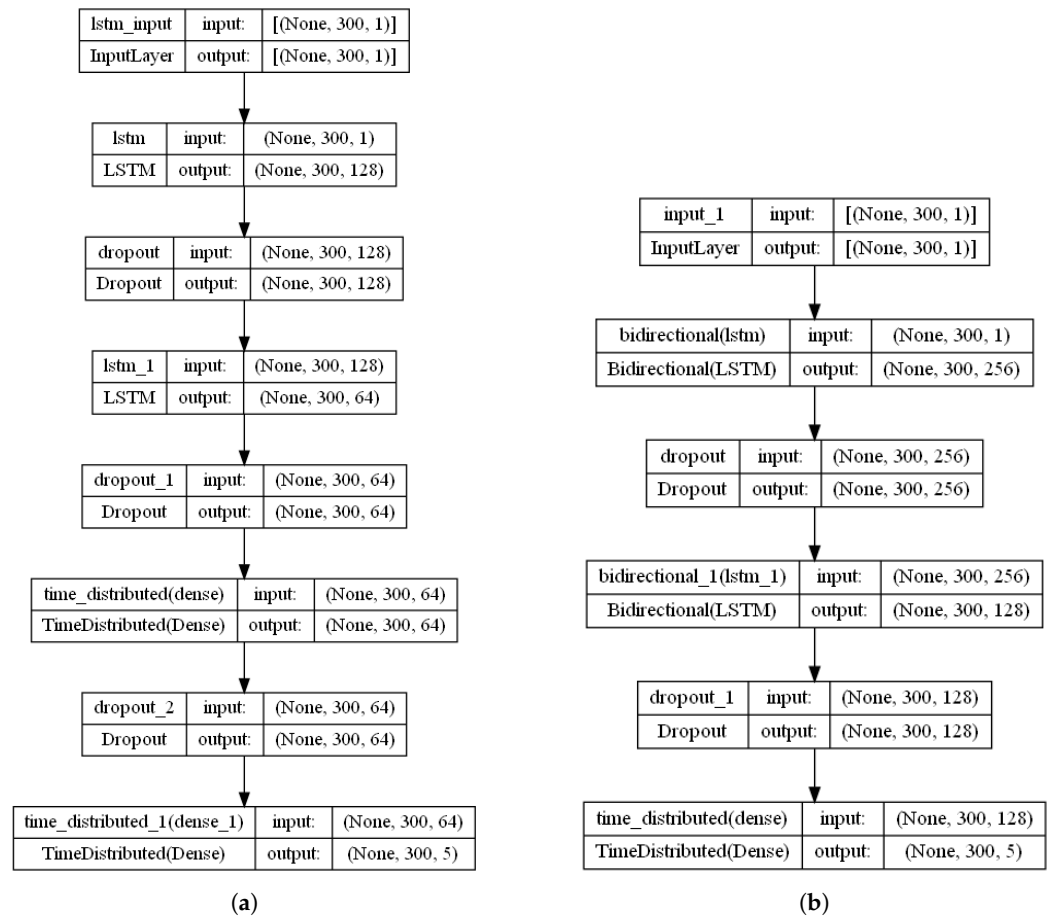 lstm_input input: [(None, 300, 1)]
InputLayer output: [(None, 300, 1)]
lstm input: (None, 300, 1)
LSTM output: (None, 300, 128)
dropout input: (None, 300, 128)
Dropout output: (None, 300, 128)
lstm_1 input: (None, 300, 128)
LSTM output: (None, 300, 64)
dropout_1 input: (None, 300, 64)
Dropout output: (None, 300, 64)
time_distributed(dense) input: (None, 300, 64)
TimeDistributed(Dense) output: (None, 300, 64)
dropout_2 input: (None, 300, 64)
Dropout output: (None, 300, 64)
time_distributed_1(dense_1) input: (None, 300, 64)
TimeDistributed(Dense) output: (None, 300, 5)
(a)
input_1 input: [(None, 300, 1)]
InputLayer output: [(None, 300, 1)]
bidirectional(lstm) input: (None, 300, 1)
Bidirectional(LSTM) output: (None, 300, 256)
dropout input: (None, 300, 256)
Dropout output: (None, 300, 256)
bidirectional_1(lstm_1) input: (None, 300, 256)
Bidirectional(LSTM) output: (None, 300, 128)
dropout_1 input: (None, 300, 128)
Dropout output: (None, 300, 128)
time_distributed(dense) input: (None, 300, 128)
TimeDistributed(Dense) output: (None, 300, 5)
(b)